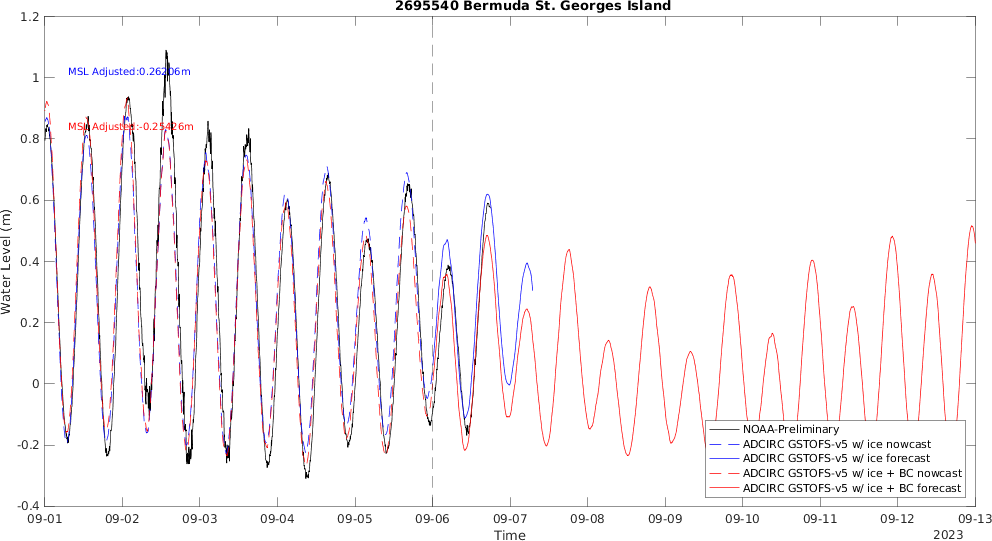 2695540 Bermuda St. Georges Island
1.2
1
0.8
0.6
0.4
0.2
0
-0.2
-0.4
Water Level (m)
MSL Adjusted:0.26206m
MSL Adjusted:-0.25426m
NOAA-Preliminary
ADCIRC GSTOFS-v5 w/ ice nowcast
ADCIRC GSTOFS-v5 w/ ice forecast
ADCIRC GSTOFS-v5 w/ ice + BC nowcast
ADCIRC GSTOFS-v5 w/ ice + BC forecast
09-01 09-02 09-03 09-04 09-05 09-06 09-07 09-08 09-09 09-10 09-11 09-12 09-13
Time
2023